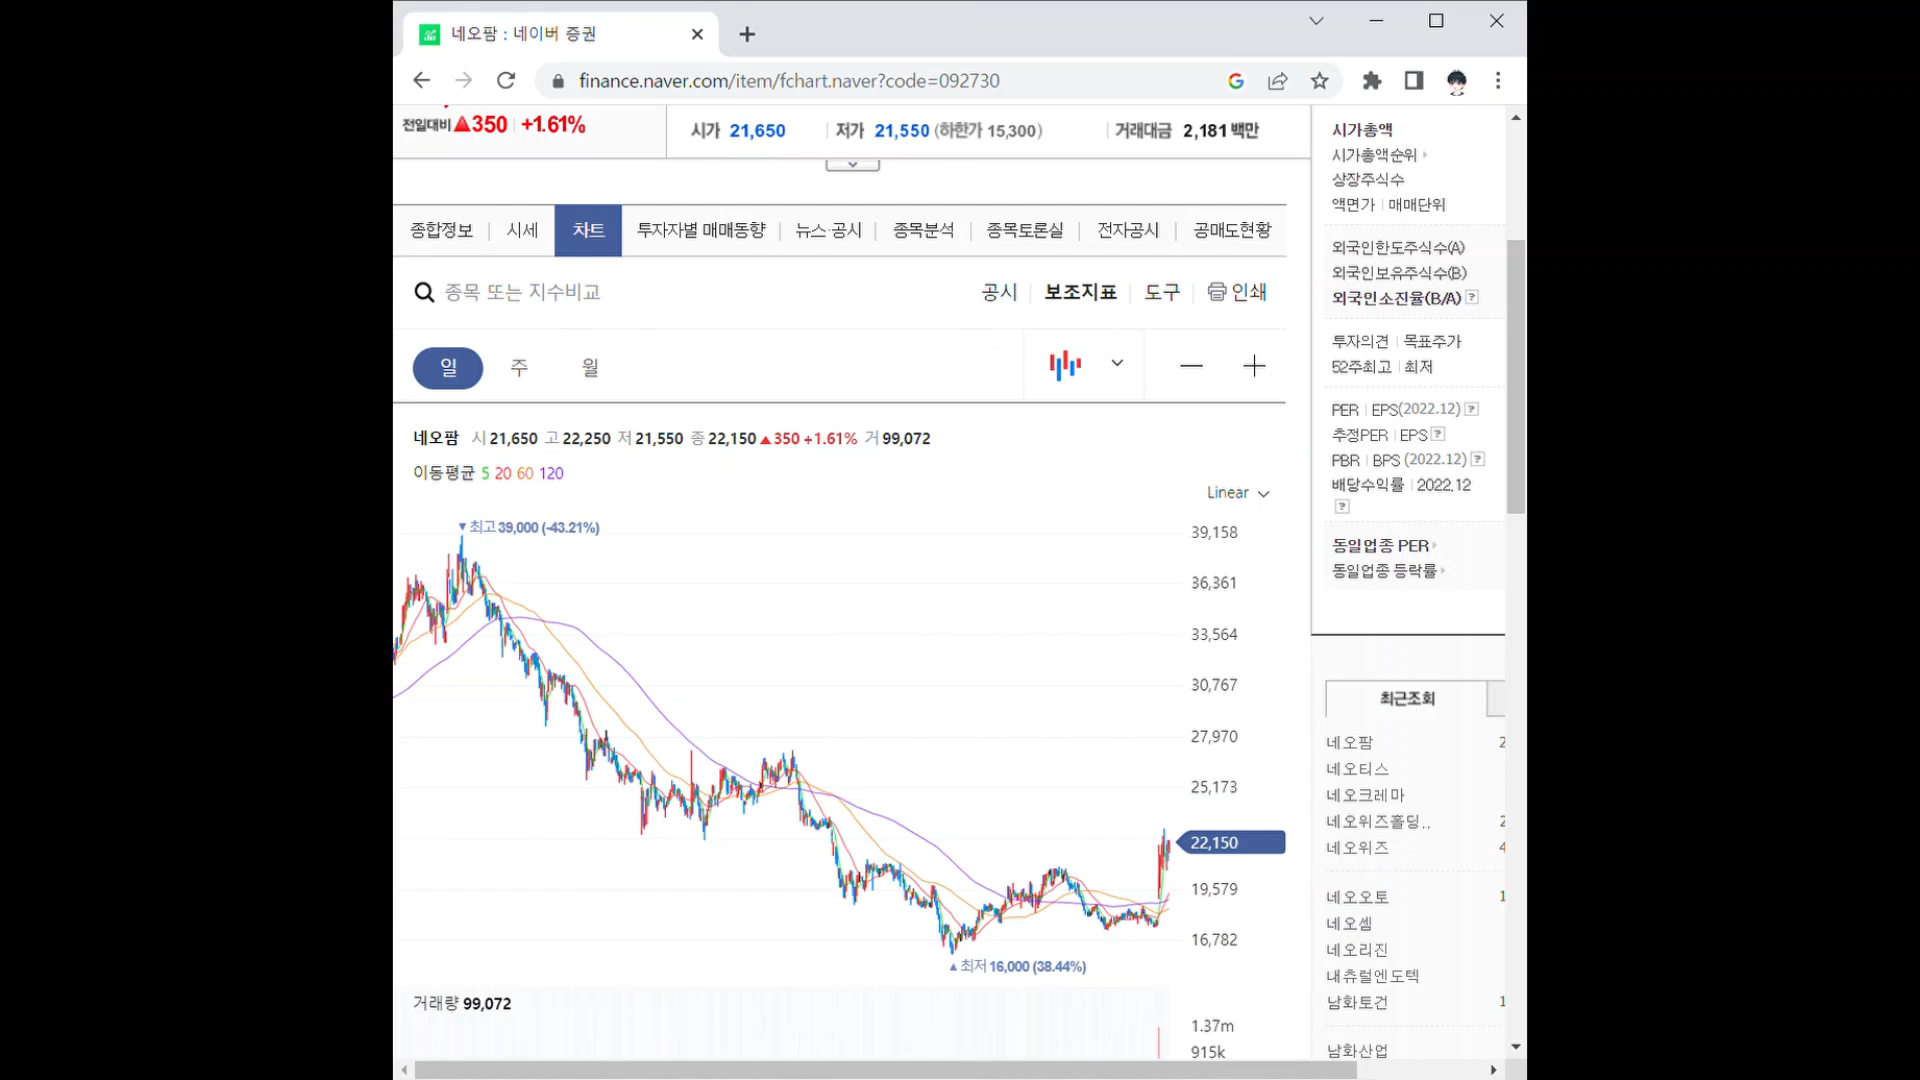 네오팜 : 네이버 증권
finance.naver.com/item/fchart.naver?code=092730
전일대비 ▲350 +1.61%
시가 21,650 저가 21,550 (하한가 15,300) 거래대금 2,181 백만
종합정보 시세 차트 투자자별 매매동향 뉴스·공시 종목분석 종목토론실 전자공시 공매도현황
종목 또는 지수비교 공시 보조지표 도구 인쇄
일 주 월
네오팜 시 21,650 고 22,250 저 21,550 종 22,150 ▲350 +1.61% 거 99,072
이동평균 5 20 60 120
Linear
▼최고 39,000 (-43.21%)
39,158
36,361
33,564
30,767
27,970
25,173
22,150
19,579
16,782
▲최저 16,000 (38.44%)
거래량 99,072
1.37m
915k
시가총액
시가총액순위
상장주식수
액면가 매매단위
외국인한도주식수(A)
외국인보유주식수(B)
외국인소진율(B/A) ?
투자의견 목표주가
52주최고 최저
PER EPS(2022.12) ?
추정PER EPS ?
PBR BPS (2022.12) ?
배당수익률 2022.12
?
동일업종 PER
동일업종 등락률
최근조회
네오팜 2
네오티스
네오크레마
네오위즈홀딩.. 2
네오위즈 4
네오오토 1
네오셈
네오리진
내츄럴엔도텍
남화토건 1
남화산업